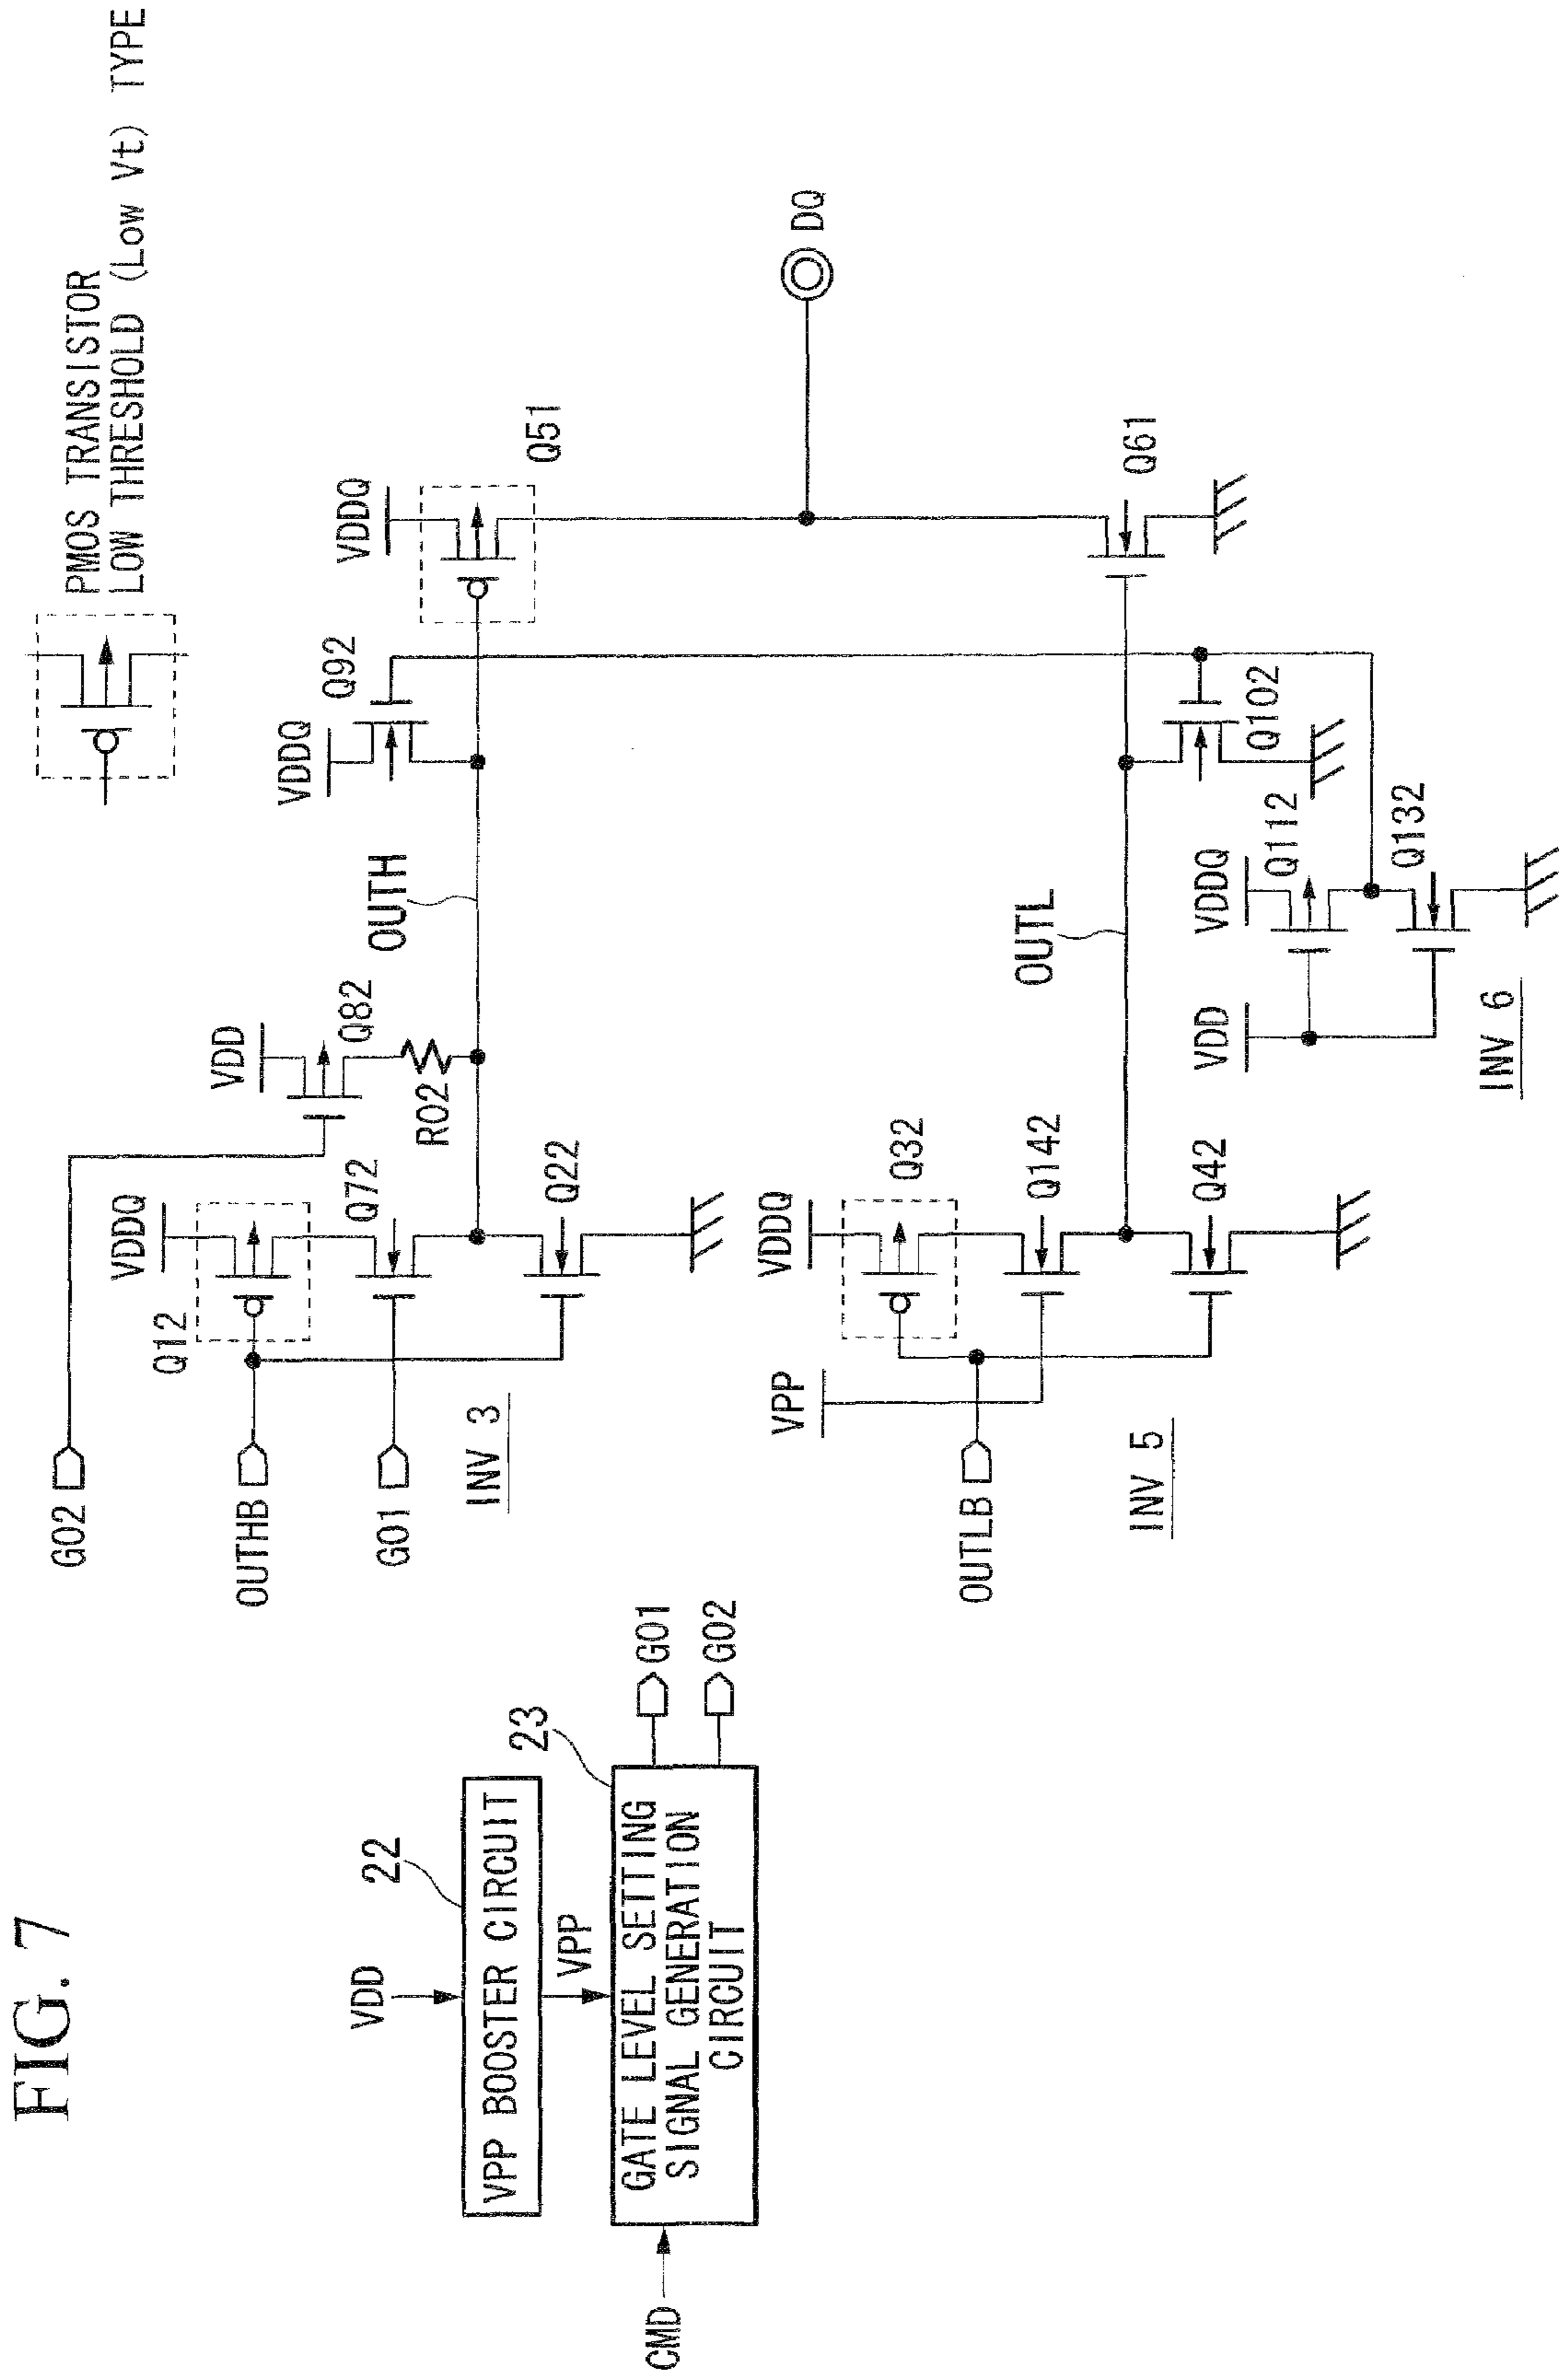 FIG. 7
PMOS TRANSISTOR
LOW THRESHOLD (Low Vt) TYPE
VDD
22
VPP BOOSTER CIRCUIT
VPP
23
CMD
GATE LEVEL SETTING
SIGNAL GENERATION
CIRCUIT
G01
G02
G02
OUTHB
G01
INV 3
Q12
VDDQ
Q72
Q22
VDD
Q82
R02
OUTH
VDDQ
Q92
VDDQ
Q51
DQ
OUTLB
INV 5
VPP
VDDQ
Q32
Q142
Q42
OUTL
Q102
Q61
VDD
VDDQ
Q112
Q132
INV 6